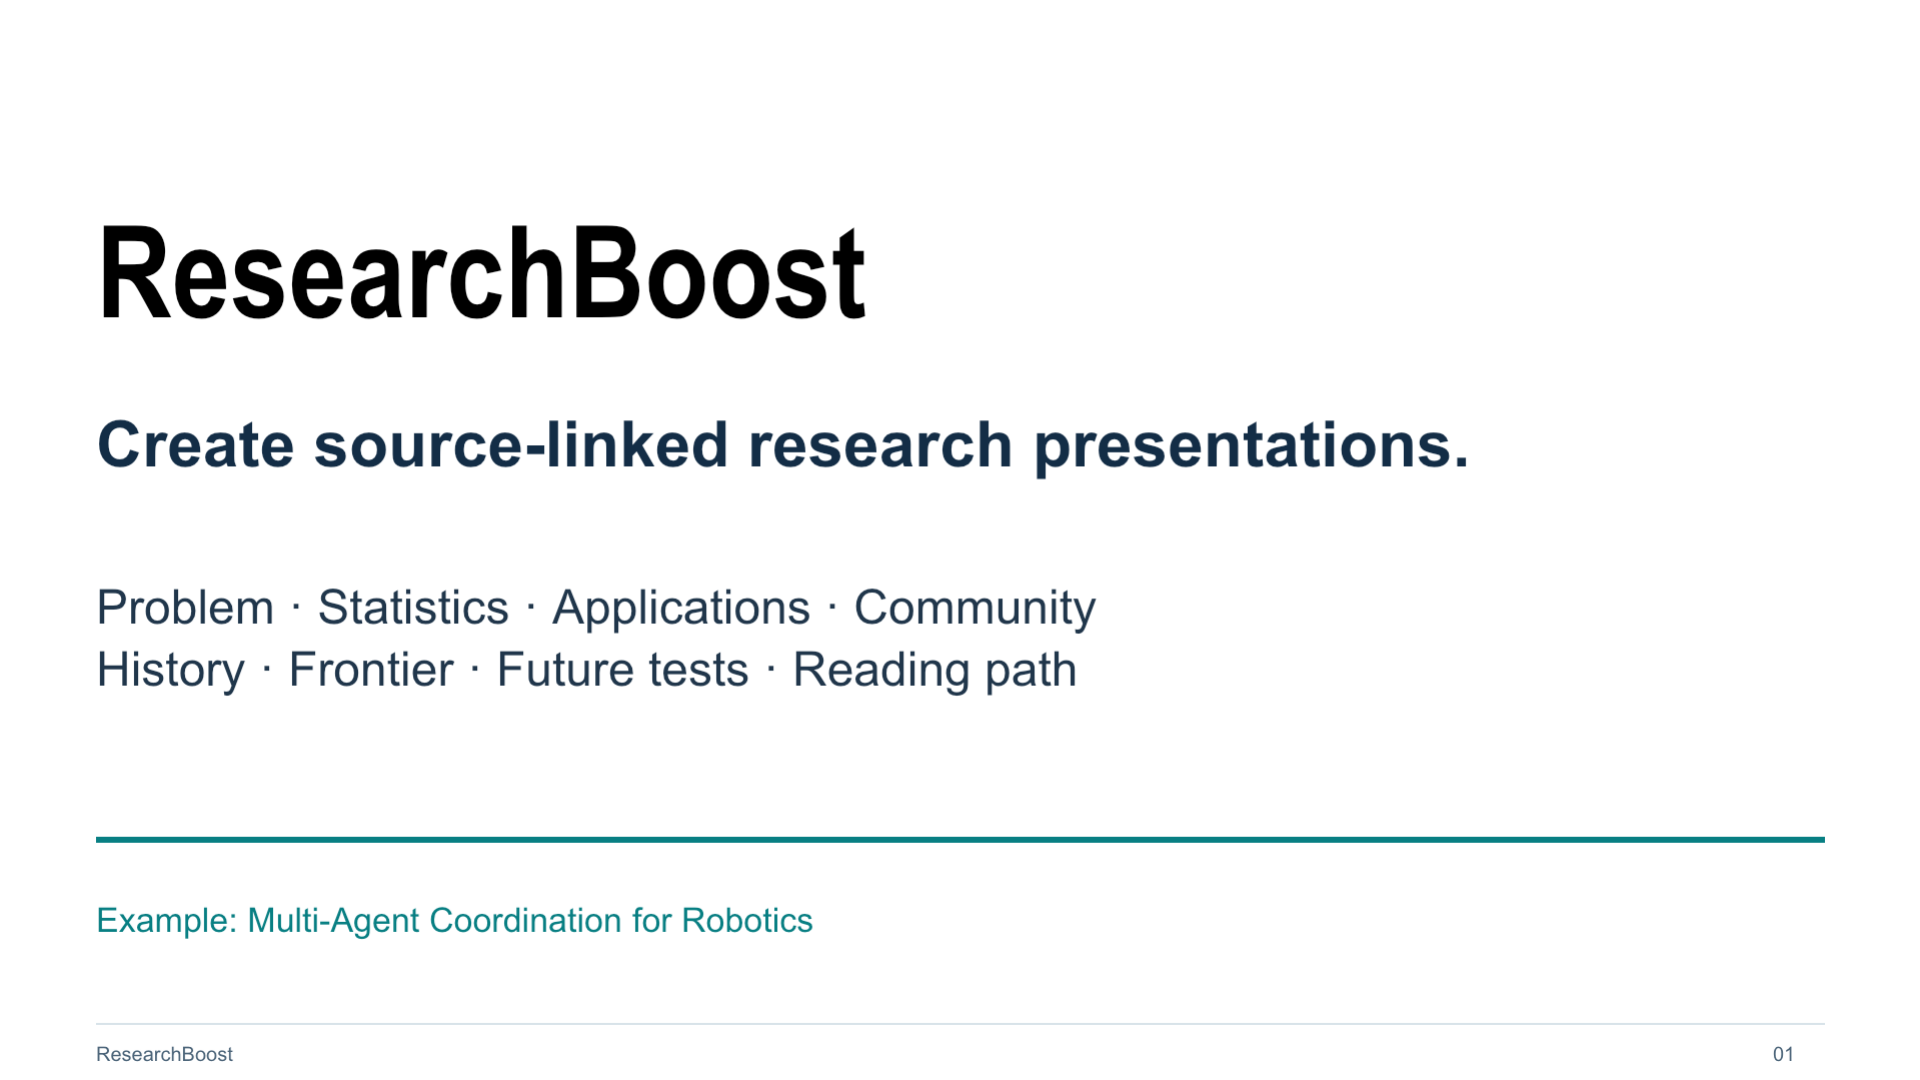 ResearchBoost
Create source-linked research presentations.
Problem · Statistics · Applications · Community
History · Frontier · Future tests · Reading path
Example: Multi-Agent Coordination for Robotics
ResearchBoost
01